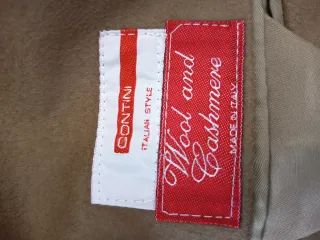 CONTINI
ITALIAN STYLE
Wool and
Cashmere
MADE IN ITALY